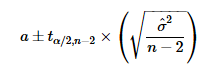 a ± t_{α/2,n−2} × (√(σ̂²/(n−2)))